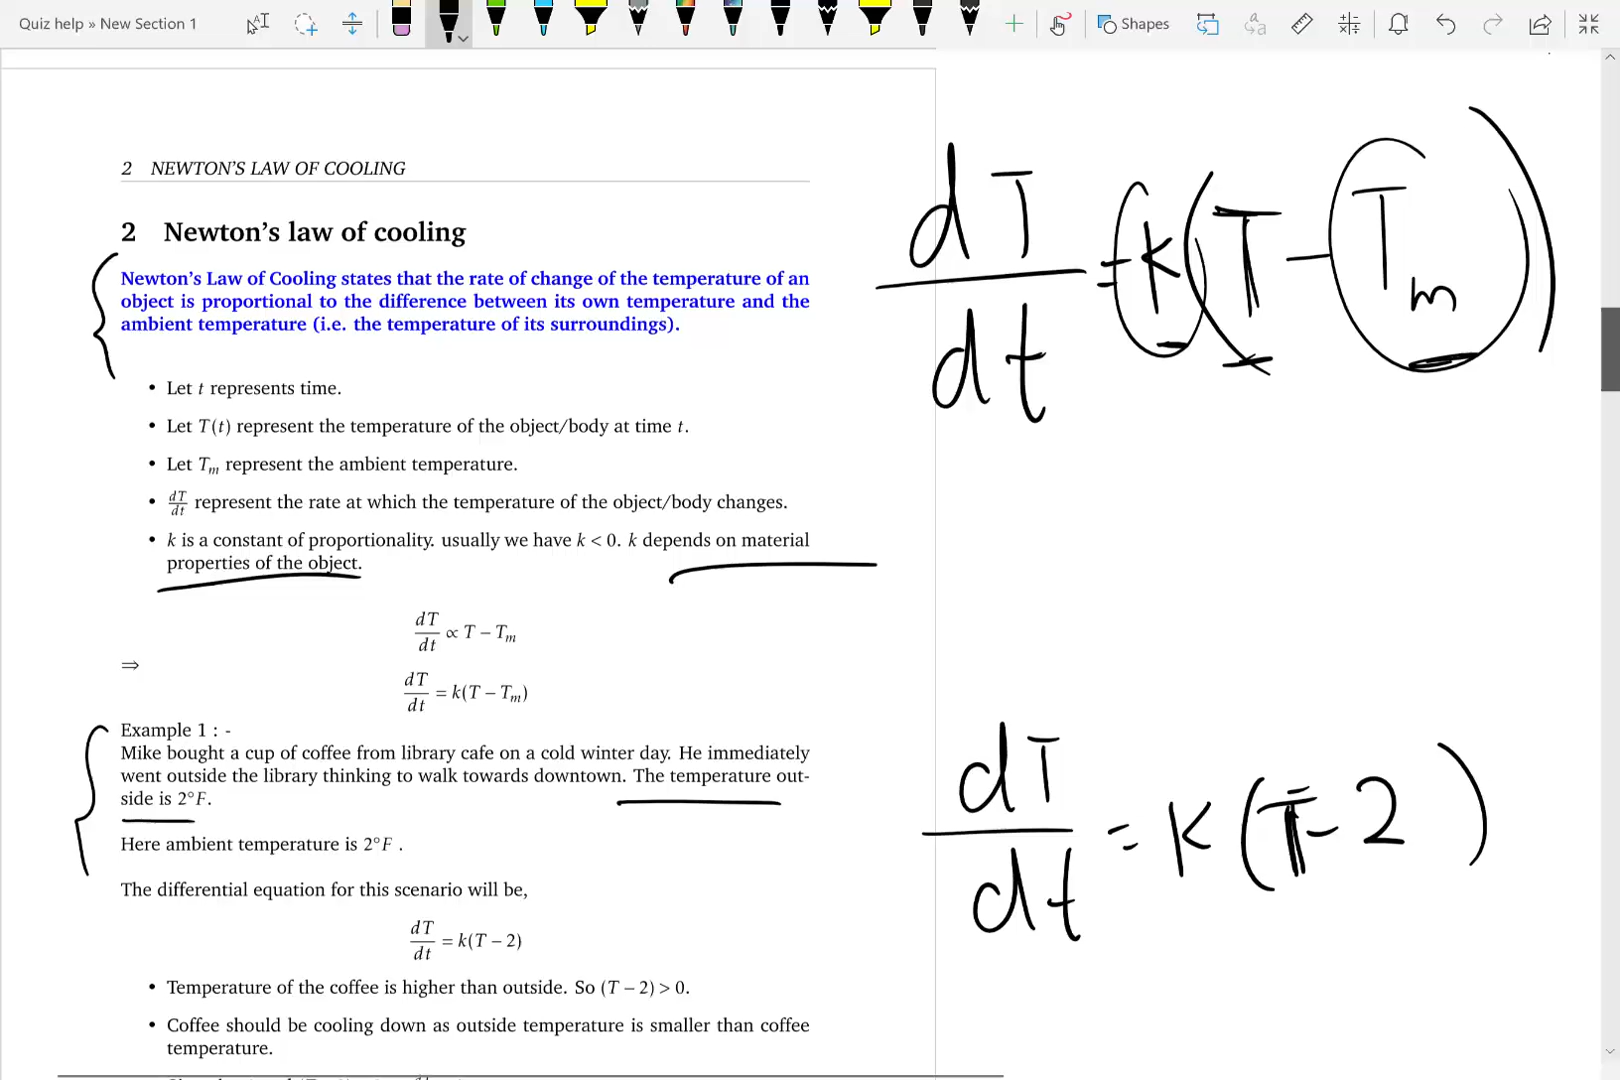 Quiz help » New Section 1
Shapes
2 NEWTON'S LAW OF COOLING
2 Newton's law of cooling
Newton's Law of Cooling states that the rate of change of the temperature of an
object is proportional to the difference between its own temperature and the
ambient temperature (i.e. the temperature of its surroundings).
• Let t represents time.
• Let T(t) represent the temperature of the object/body at time t.
• Let Tm represent the ambient temperature.
• dT/dt represent the rate at which the temperature of the object/body changes.
• k is a constant of proportionality. usually we have k < 0. k depends on material
properties of the object.
dT/dt ∝ T − Tm
⇒
dT/dt = k(T − Tm)
Example 1 : -
Mike bought a cup of coffee from library cafe on a cold winter day. He immediately
went outside the library thinking to walk towards downtown. The temperature out-
side is 2°F.
Here ambient temperature is 2°F .
The differential equation for this scenario will be,
dT/dt = k(T − 2)
• Temperature of the coffee is higher than outside. So (T − 2) > 0.
• Coffee should be cooling down as outside temperature is smaller than coffee
temperature.
dT/dt = k(T − Tm)
dT/dt = k(T − 2)